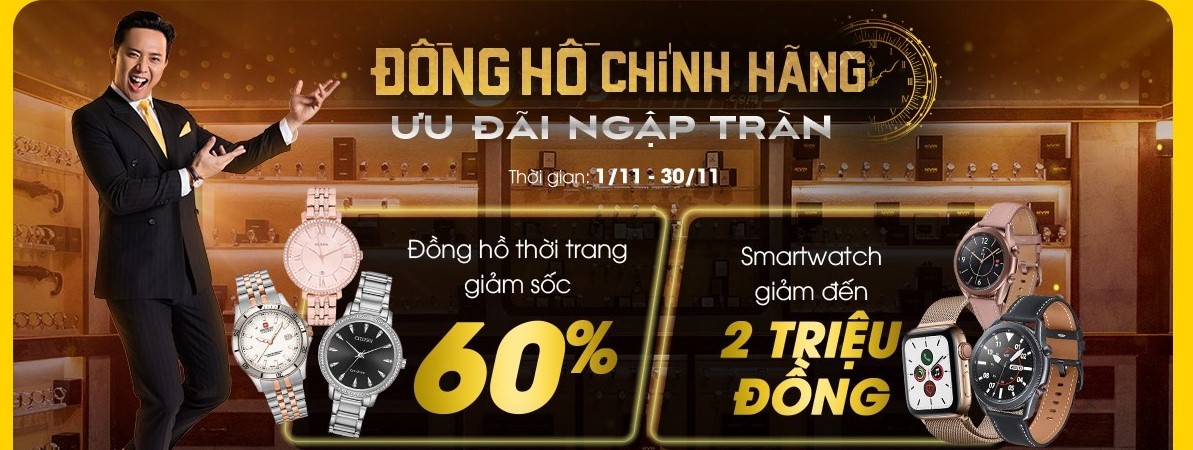 ĐỒNG HỒ CHÍNH HÃNG
ƯU ĐÃI NGẬP TRÀN
Thời gian: 1/11 - 30/11
Đồng hồ thời trang
giảm sốc
60%
Smartwatch
giảm đến
2 TRIỆU
ĐỒNG
CITIZEN